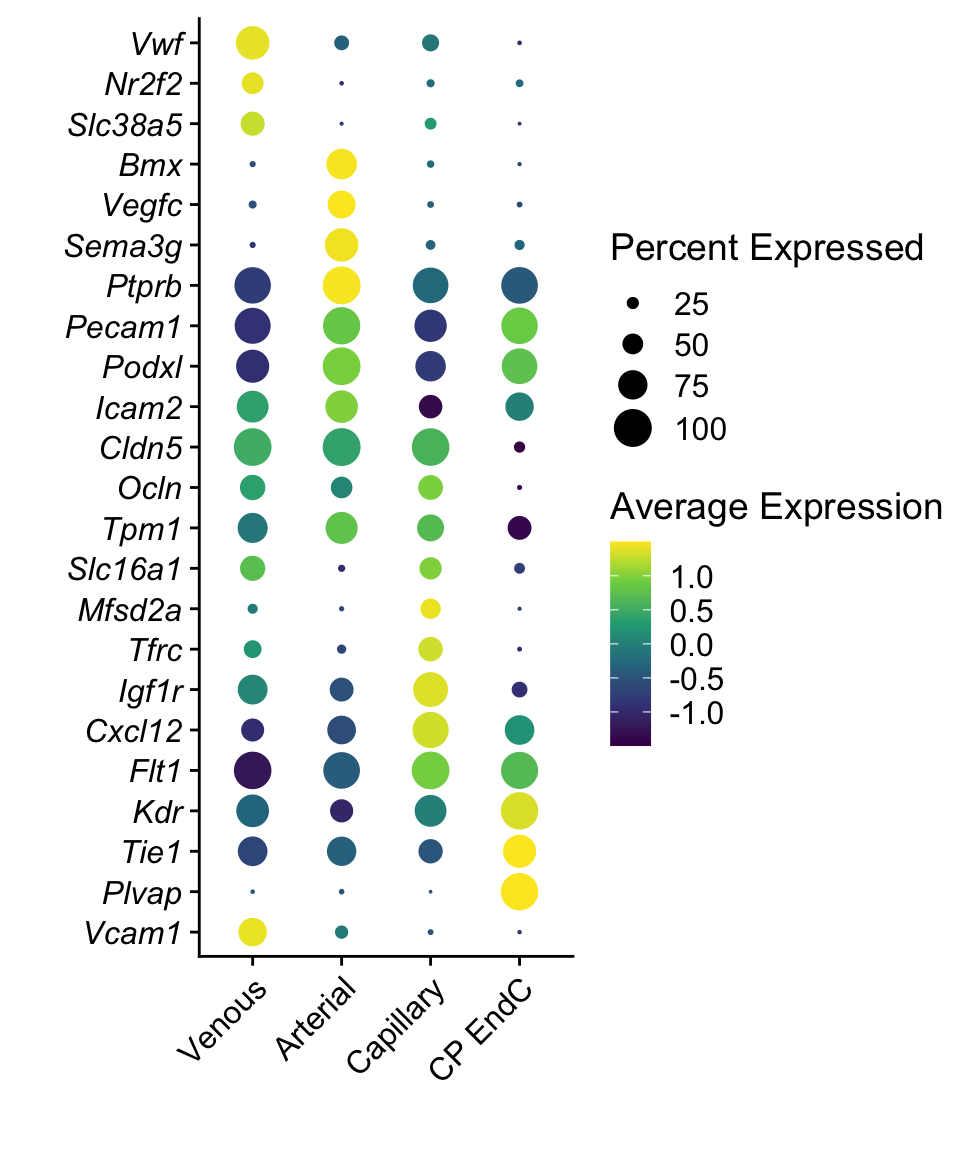 Vwf
Nr2f2
Slc38a5
Bmx
Vegfc
Sema3g
Ptprb
Pecam1
Podxl
Icam2
Cldn5
Ocln
Tpm1
Slc16a1
Mfsd2a
Tfrc
Igf1r
Cxcl12
Flt1
Kdr
Tie1
Plvap
Vcam1
Venous
Arterial
Capillary
CP EndC
Percent Expressed
25
50
75
100
Average Expression
1.0
0.5
0.0
-0.5
-1.0